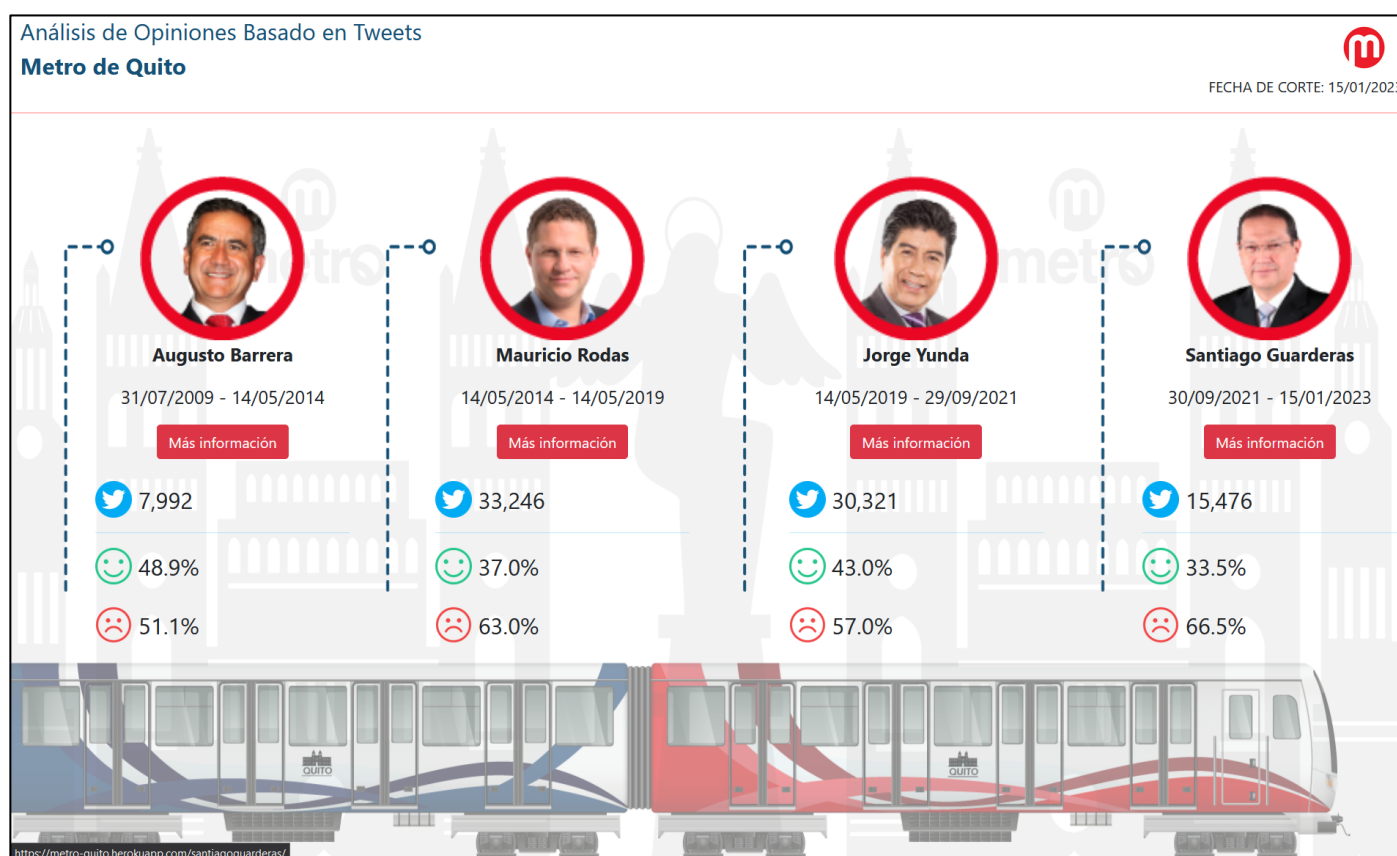 Análisis de Opiniones Basado en Tweets
Metro de Quito
m
FECHA DE CORTE: 15/01/2023
m
metro
m
metro
Augusto Barrera
31/07/2009 - 14/05/2014
Más información
7,992
48.9%
51.1%
Mauricio Rodas
14/05/2014 - 14/05/2019
Más información
33,246
37.0%
63.0%
Jorge Yunda
14/05/2019 - 29/09/2021
Más información
30,321
43.0%
57.0%
Santiago Guarderas
30/09/2021 - 15/01/2023
Más información
15,476
33.5%
66.5%
QUITO
QUITO
https://metro-quito.herokuapp.com/santiagoguarderas/